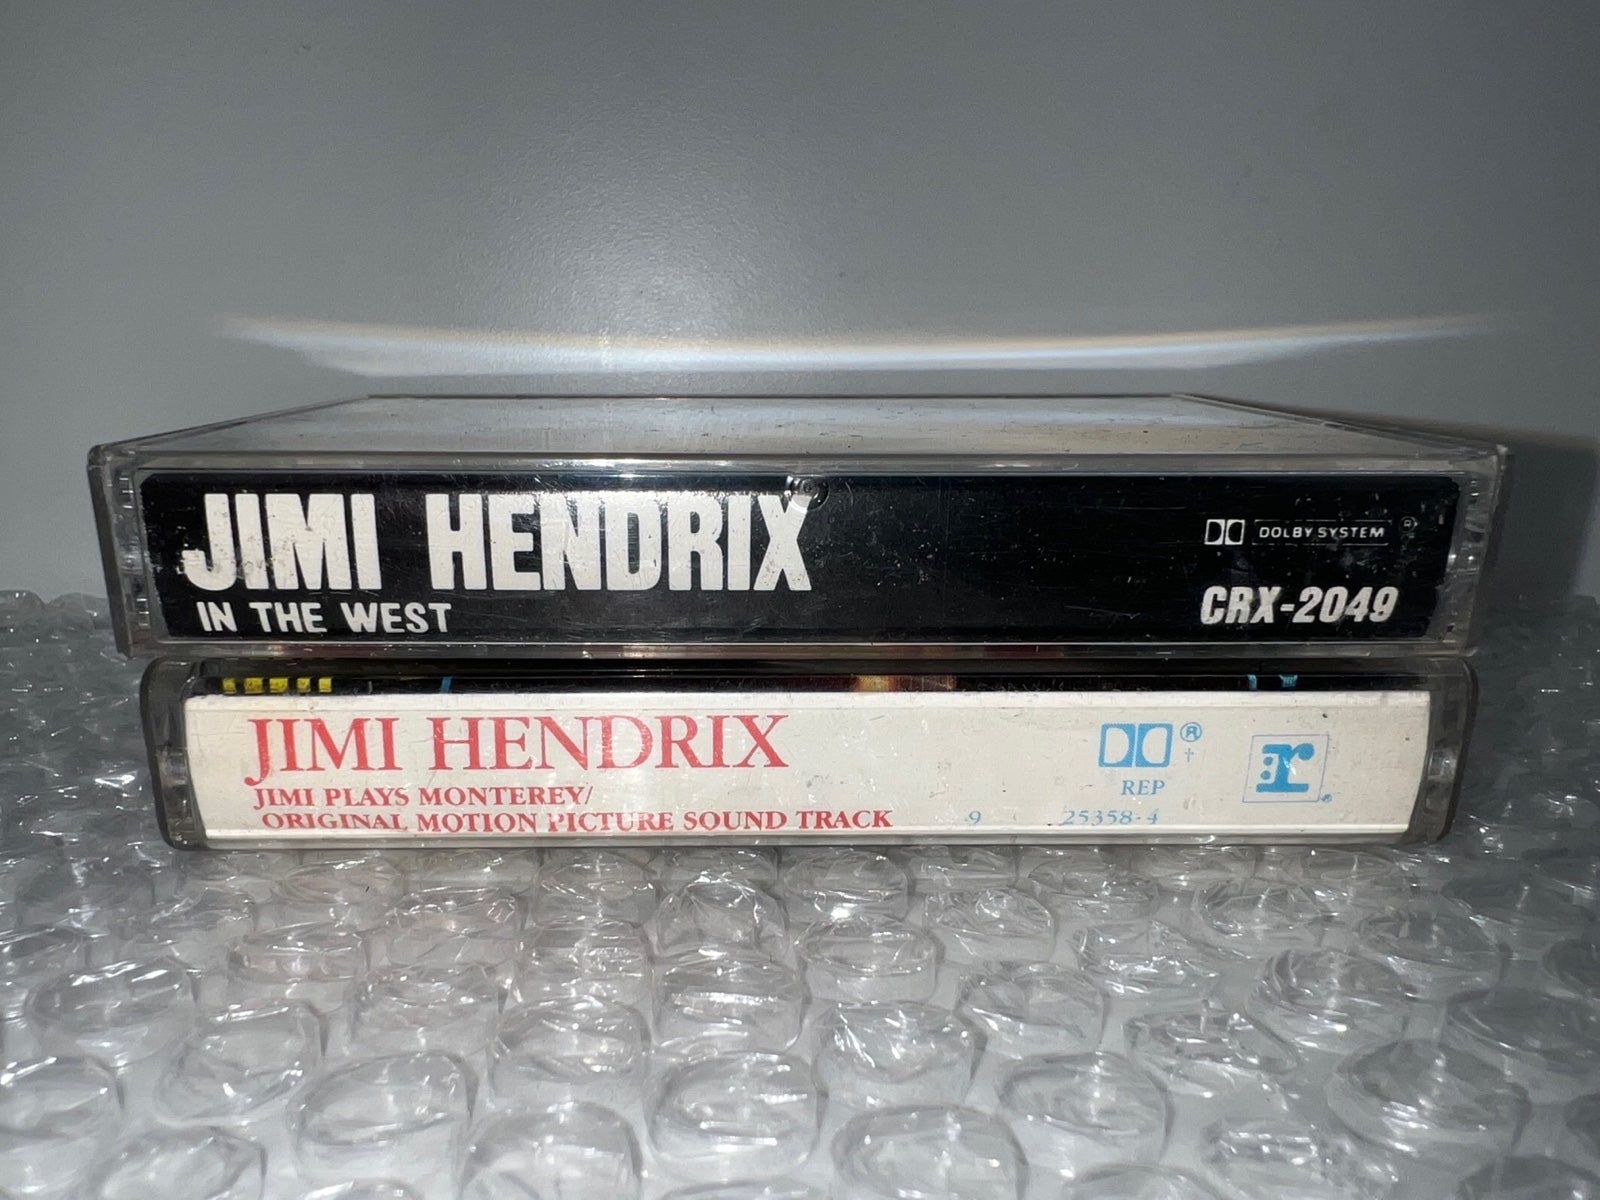 JIMI HENDRIX
IN THE WEST
DOLBY SYSTEM ®
CRX-2049
JIMI HENDRIX
JIMI PLAYS MONTEREY/
ORIGINAL MOTION PICTURE SOUND TRACK
® †
REP
9 25358-4
:r ®